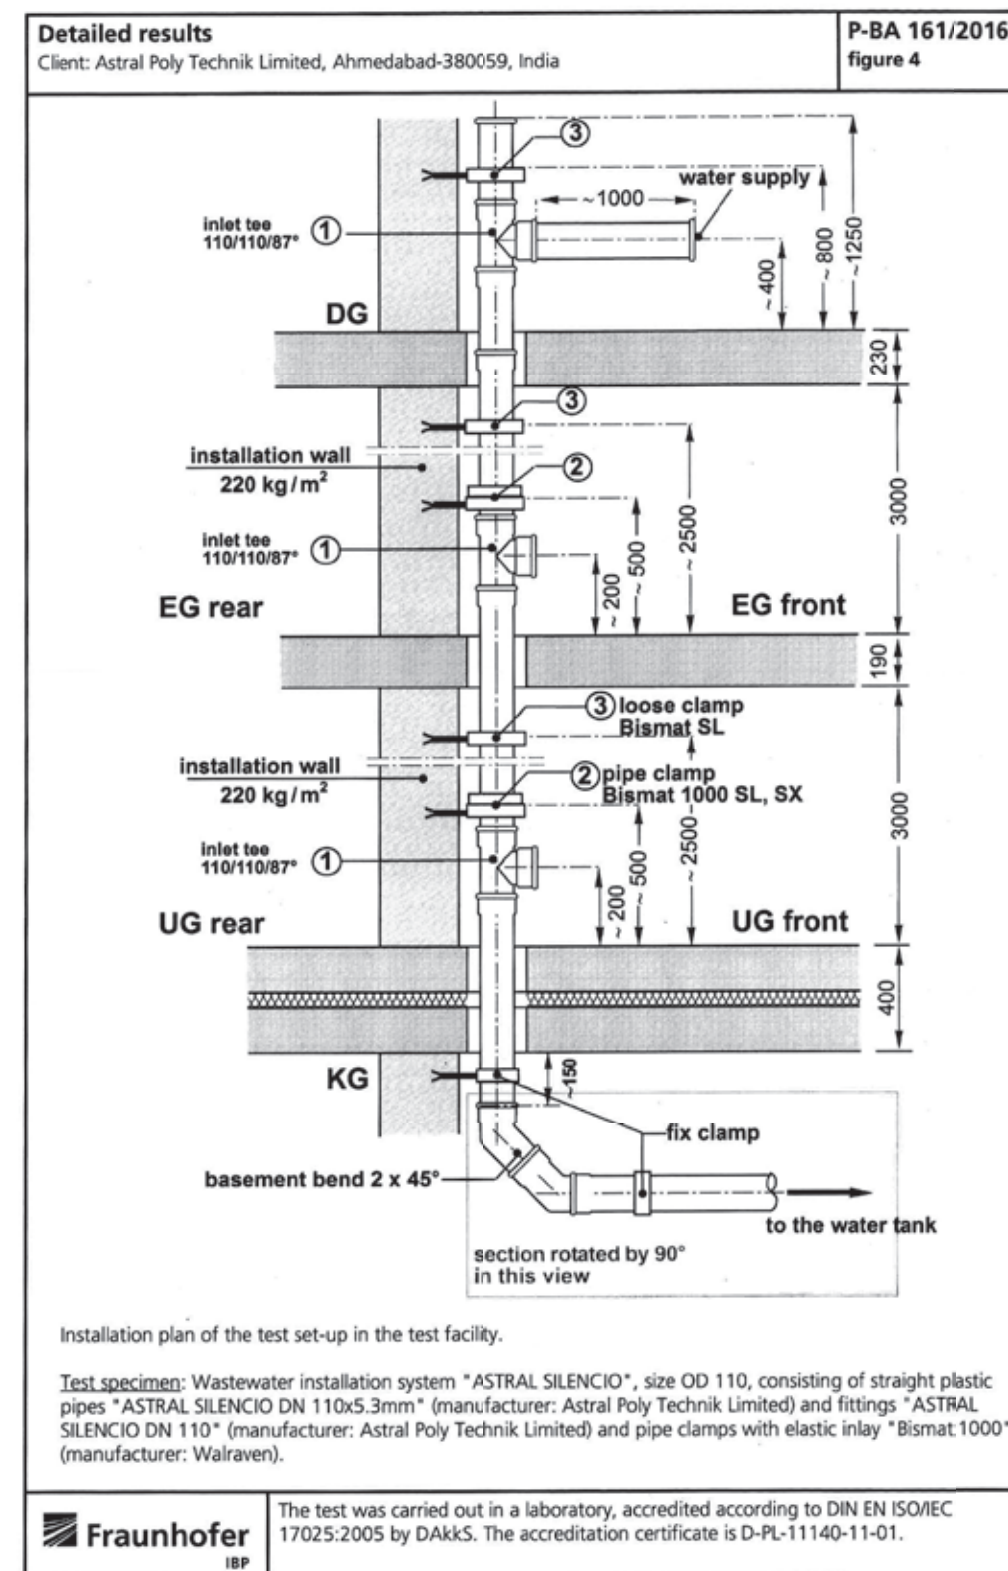 Detailed results
Client: Astral Poly Technik Limited, Ahmedabad-380059, India
P-BA 161/2016
figure 4
3
water supply
~1000
inlet tee
110/110/87°
1
~400
~800
~1250
DG
230
3
installation wall
220 kg/m²
2
inlet tee
110/110/87°
1
~200
~500
~2500
3000
EG rear
EG front
190
3 loose clamp
Bismat SL
installation wall
220 kg/m²
2 pipe clamp
Bismat 1000 SL, SX
inlet tee
110/110/87°
1
~200
~500
~2500
3000
UG rear
UG front
400
KG
~150
fix clamp
basement bend 2 x 45°
to the water tank
section rotated by 90°
in this view
Installation plan of the test set-up in the test facility.
Test specimen: Wastewater installation system "ASTRAL SILENCIO", size OD 110, consisting of straight plastic
pipes "ASTRAL SILENCIO DN 110x5.3mm" (manufacturer: Astral Poly Technik Limited) and fittings "ASTRAL
SILENCIO DN 110" (manufacturer: Astral Poly Technik Limited) and pipe clamps with elastic inlay "Bismat 1000"
(manufacturer: Walraven).
Fraunhofer
IBP
The test was carried out in a laboratory, accredited according to DIN EN ISO/IEC
17025:2005 by DAkkS. The accreditation certificate is D-PL-11140-11-01.